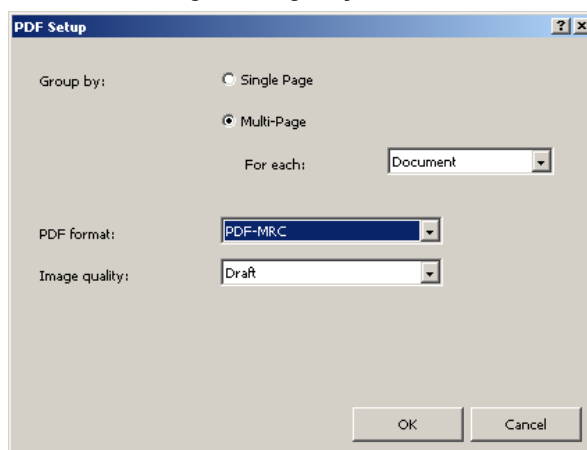 PDF Setup
Group by:
Single Page
Multi-Page
For each:
Document
PDF format:
PDF-MRC
Image quality:
Draft
OK
Cancel